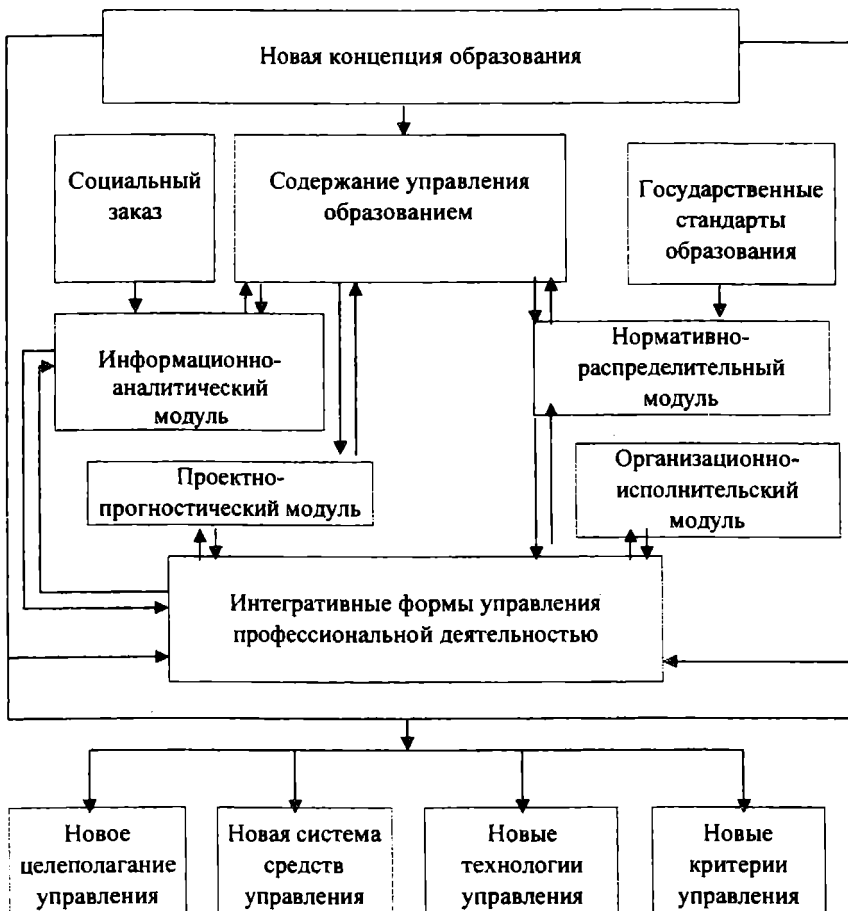 Новая концепция образования
Социальный
заказ
Содержание управления
образованием
Государственные
стандарты
образования
Информационно-
аналитический
модуль
Нормативно-
распределительный
модуль
Проектно-
прогностический модуль
Организационно-
исполнительский
модуль
Интегративные формы управления
профессиональной деятельностью
Новое
целеполагание
управления
Новая система
средств
управления
Новые
технологии
управления
Новые
критерии
управления